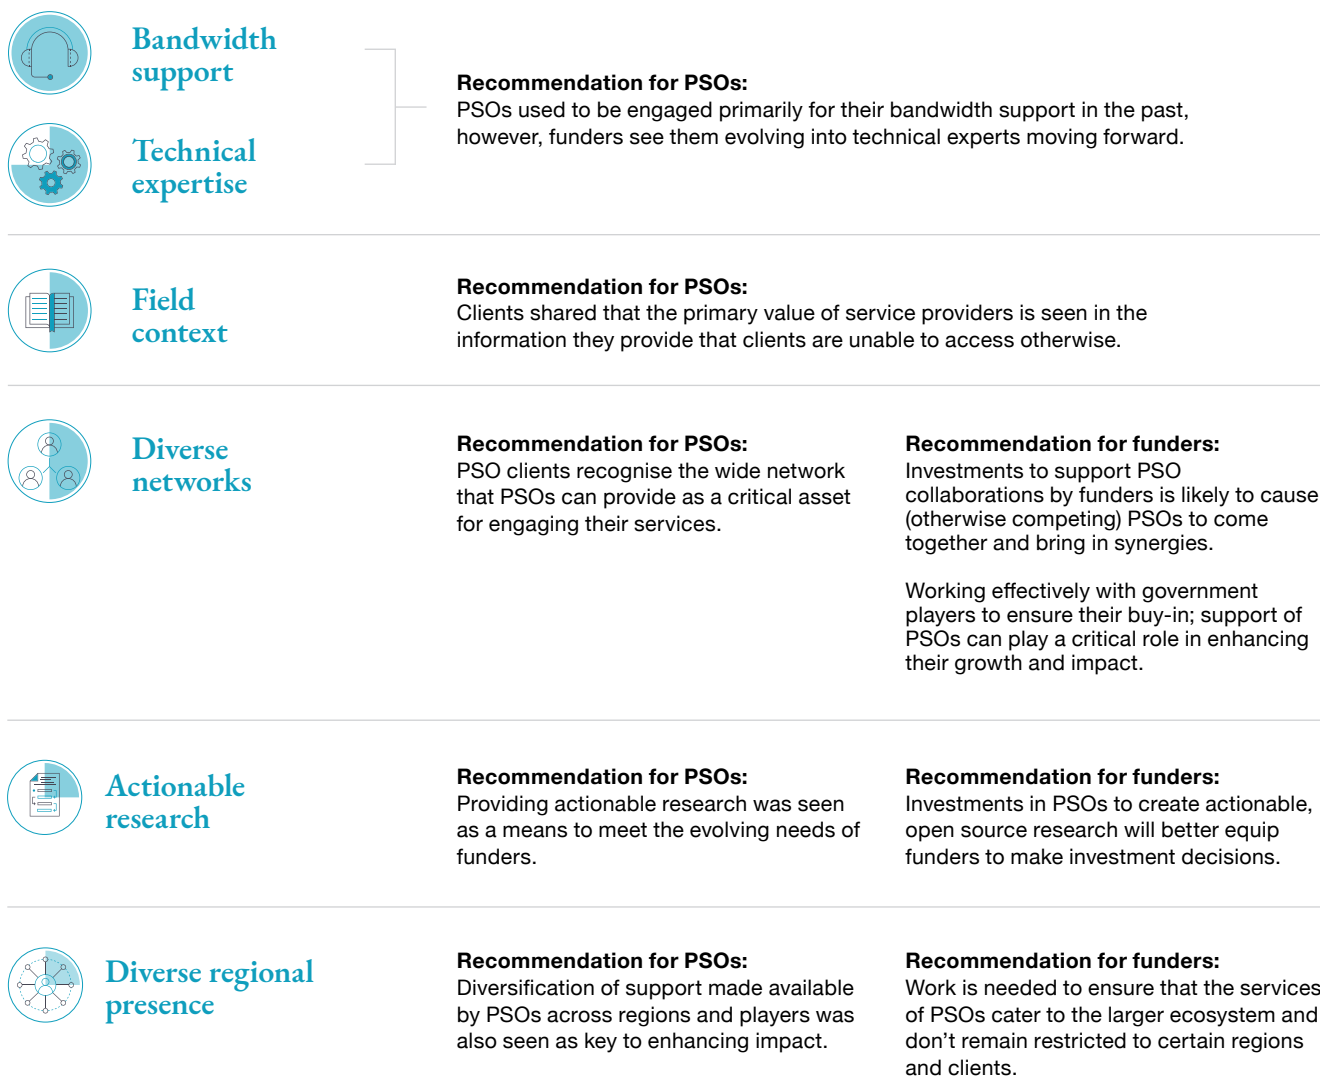 Bandwidth
support
Technical
expertise
Recommendation for PSOs:
PSOs used to be engaged primarily for their bandwidth support in the past,
however, funders see them evolving into technical experts moving forward.
Field
context
Recommendation for PSOs:
Clients shared that the primary value of service providers is seen in the
information they provide that clients are unable to access otherwise.
Diverse
networks
Recommendation for PSOs:
PSO clients recognise the wide network
that PSOs can provide as a critical asset
for engaging their services.
Recommendation for funders:
Investments to support PSO
collaborations by funders is likely to cause
(otherwise competing) PSOs to come
together and bring in synergies.
Working effectively with government
players to ensure their buy-in; support of
PSOs can play a critical role in enhancing
their growth and impact.
Actionable
research
Recommendation for PSOs:
Providing actionable research was seen
as a means to meet the evolving needs of
funders.
Recommendation for funders:
Investments in PSOs to create actionable,
open source research will better equip
funders to make investment decisions.
Diverse regional
presence
Recommendation for PSOs:
Diversification of support made available
by PSOs across regions and players was
also seen as key to enhancing impact.
Recommendation for funders:
Work is needed to ensure that the services
of PSOs cater to the larger ecosystem and
don’t remain restricted to certain regions
and clients.